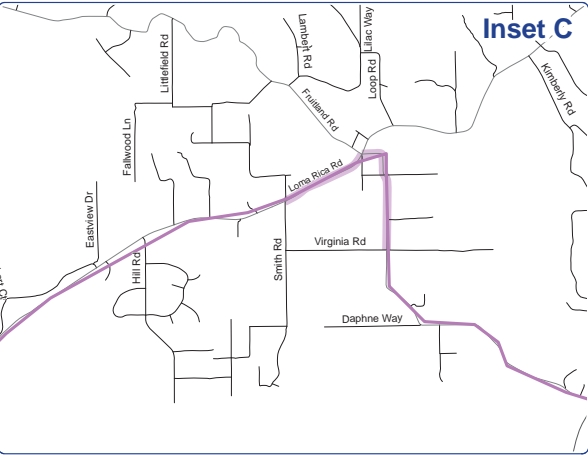 Inset C
Littlefield Rd
Lambert Rd
Lilac Way
Loop Rd
Kimberly Rd
Fruitland Rd
Fallwood Ln
Loma Rica Rd
Eastview Dr
Hill Rd
Smith Rd
Virginia Rd
Daphne Way